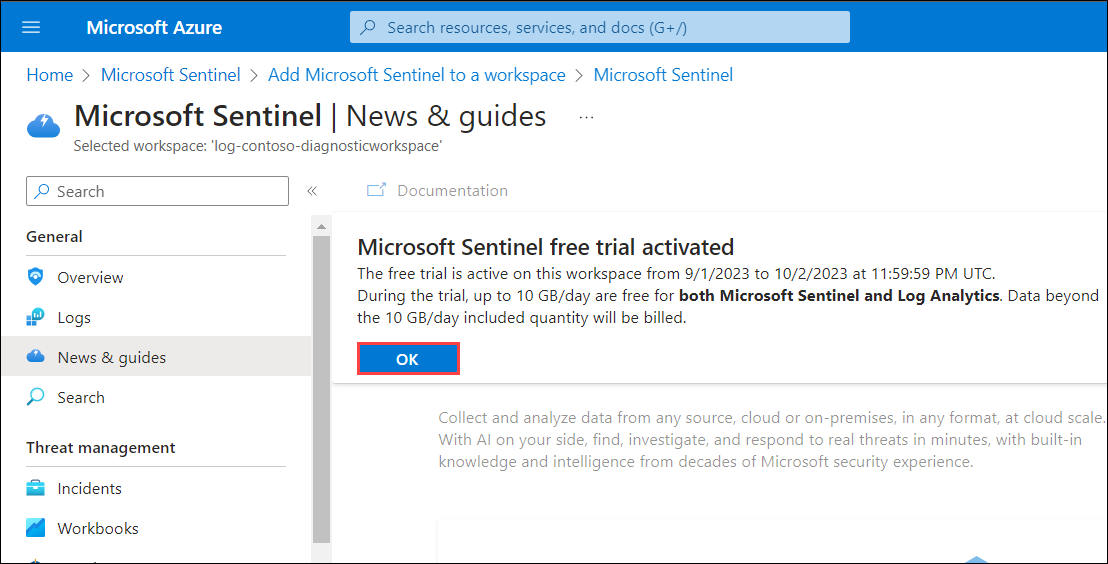 Microsoft Azure
Search resources, services, and docs (G+/)
Home > Microsoft Sentinel > Add Microsoft Sentinel to a workspace > Microsoft Sentinel
Microsoft Sentinel | News & guides ...
Selected workspace: 'log-contoso-diagnosticworkspace'
Search «
Documentation
General
Overview
Logs
News & guides
Search
Threat management
Incidents
Workbooks
Microsoft Sentinel free trial activated
The free trial is active on this workspace from 9/1/2023 to 10/2/2023 at 11:59:59 PM UTC.
During the trial, up to 10 GB/day are free for both Microsoft Sentinel and Log Analytics. Data beyond
the 10 GB/day included quantity will be billed.
OK
Collect and analyze data from any source, cloud or on-premises, in any format, at cloud scale.
With AI on your side, find, investigate, and respond to real threats in minutes, with built-in
knowledge and intelligence from decades of Microsoft security experience.